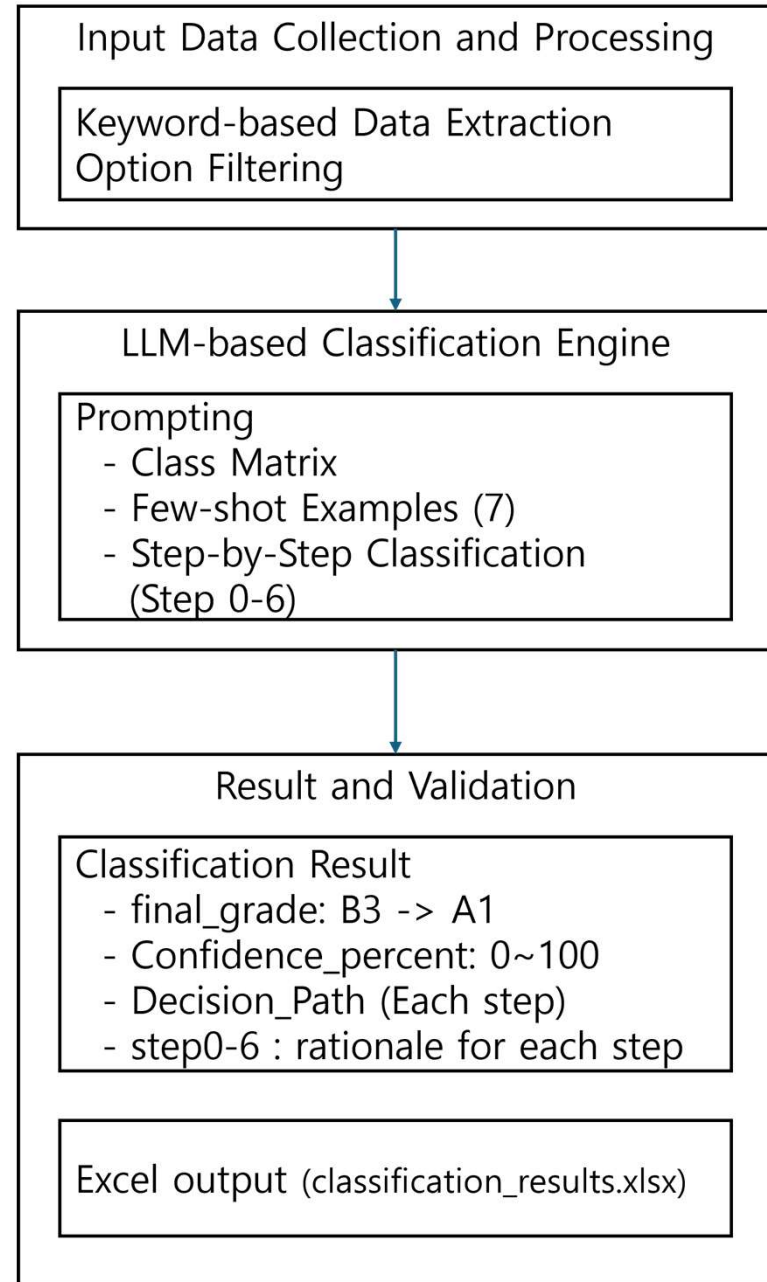 Input Data Collection and Processing
Keyword-based Data Extraction
Option Filtering
LLM-based Classification Engine
Prompting
- Class Matrix
- Few-shot Examples (7)
- Step-by-Step Classification
(Step 0-6)
Result and Validation
Classification Result
- final_grade: B3 -> A1
- Confidence_percent: 0~100
- Decision_Path (Each step)
- step0-6 : rationale for each step
Excel output (classification_results.xlsx)